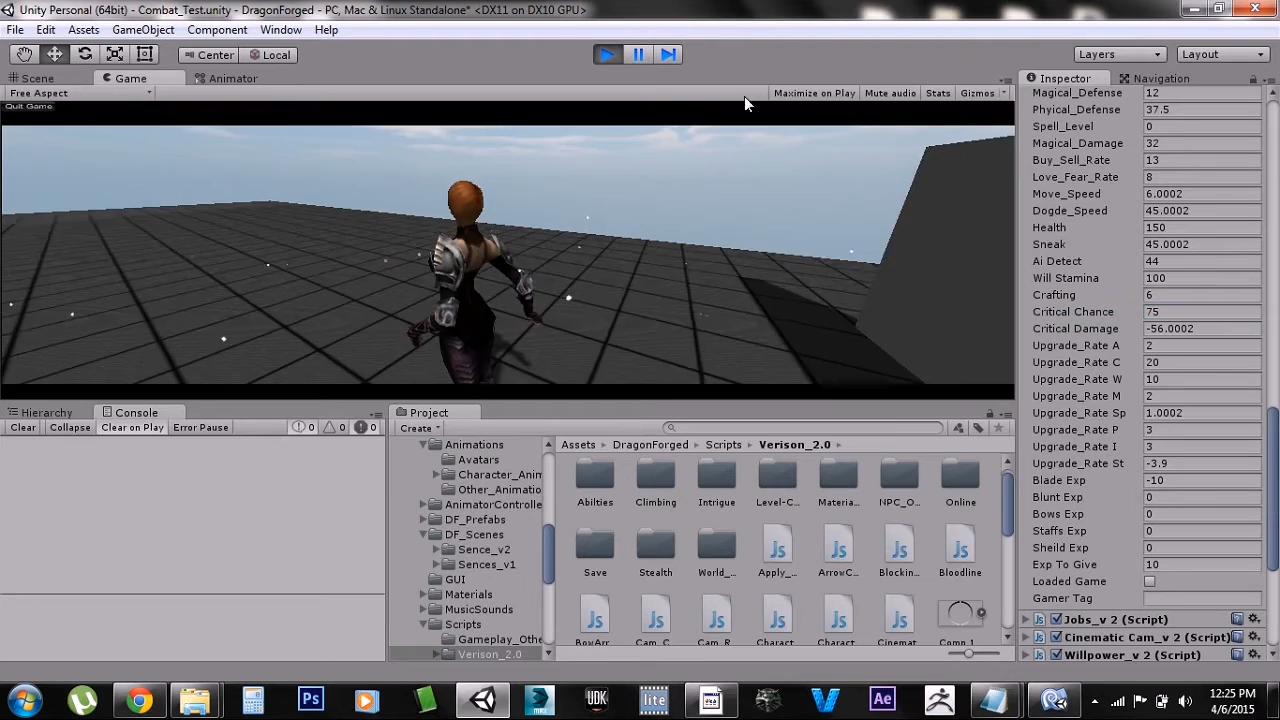 Unity Personal (64bit) - Combat_Test.unity - DragonForged - PC, Mac & Linux Standalone* <DX11 on DX10 GPU>
File Edit Assets GameObject Component Window Help
Center Local Layers Layout
Scene Game Animator Inspector Navigation
Free Aspect Maximize on Play Mute audio Stats Gizmos
Quit Game
Magical_Defense 12
Phyical_Defense 37.5
Spell_Level 0
Magical_Damage 32
Buy_Sell_Rate 13
Love_Fear_Rate 8
Move_Speed 6.0002
Dogde_Speed 45.0002
Health 150
Sneak 45.0002
Ai Detect 44
Will Stamina 100
Crafting 6
Critical Chance 75
Critical Damage -56.0002
Upgrade_Rate A 2
Upgrade_Rate C 20
Upgrade_Rate W 10
Upgrade_Rate M 2
Upgrade_Rate Sp 1.0002
Upgrade_Rate P 3
Upgrade_Rate I 3
Upgrade_Rate St -3.9
Blade Exp -10
Blunt Exp 0
Bows Exp 0
Staffs Exp 0
Sheild Exp 0
Exp To Give 10
Loaded Game
Gamer Tag
Jobs_v 2 (Script)
Cinematic Cam_v 2 (Script)
Willpower_v 2 (Script)
Hierarchy Console
Clear Collapse Clear on Play Error Pause 0 0 0
Project
Create
Animations
Avatars
Character_Anim
Other_Animatio
AnimatorControlle
DF_Prefabs
DF_Scenes
Sence_v2
Sences_v1
GUI
Materials
MusicSounds
Scripts
Gameplay_Othe
Verison_2.0
Assets DragonForged Scripts Verison_2.0
Abilties Climbing Intrigue Level-C... Materia... NPC_O... Online
Save Stealth World_... Apply_... ArrowC... Blockin... Bloodline
BowArr... Cam_C... Cam_R... Charact... Charact... Cinemat... Comp 1
12:25 PM
4/6/2015